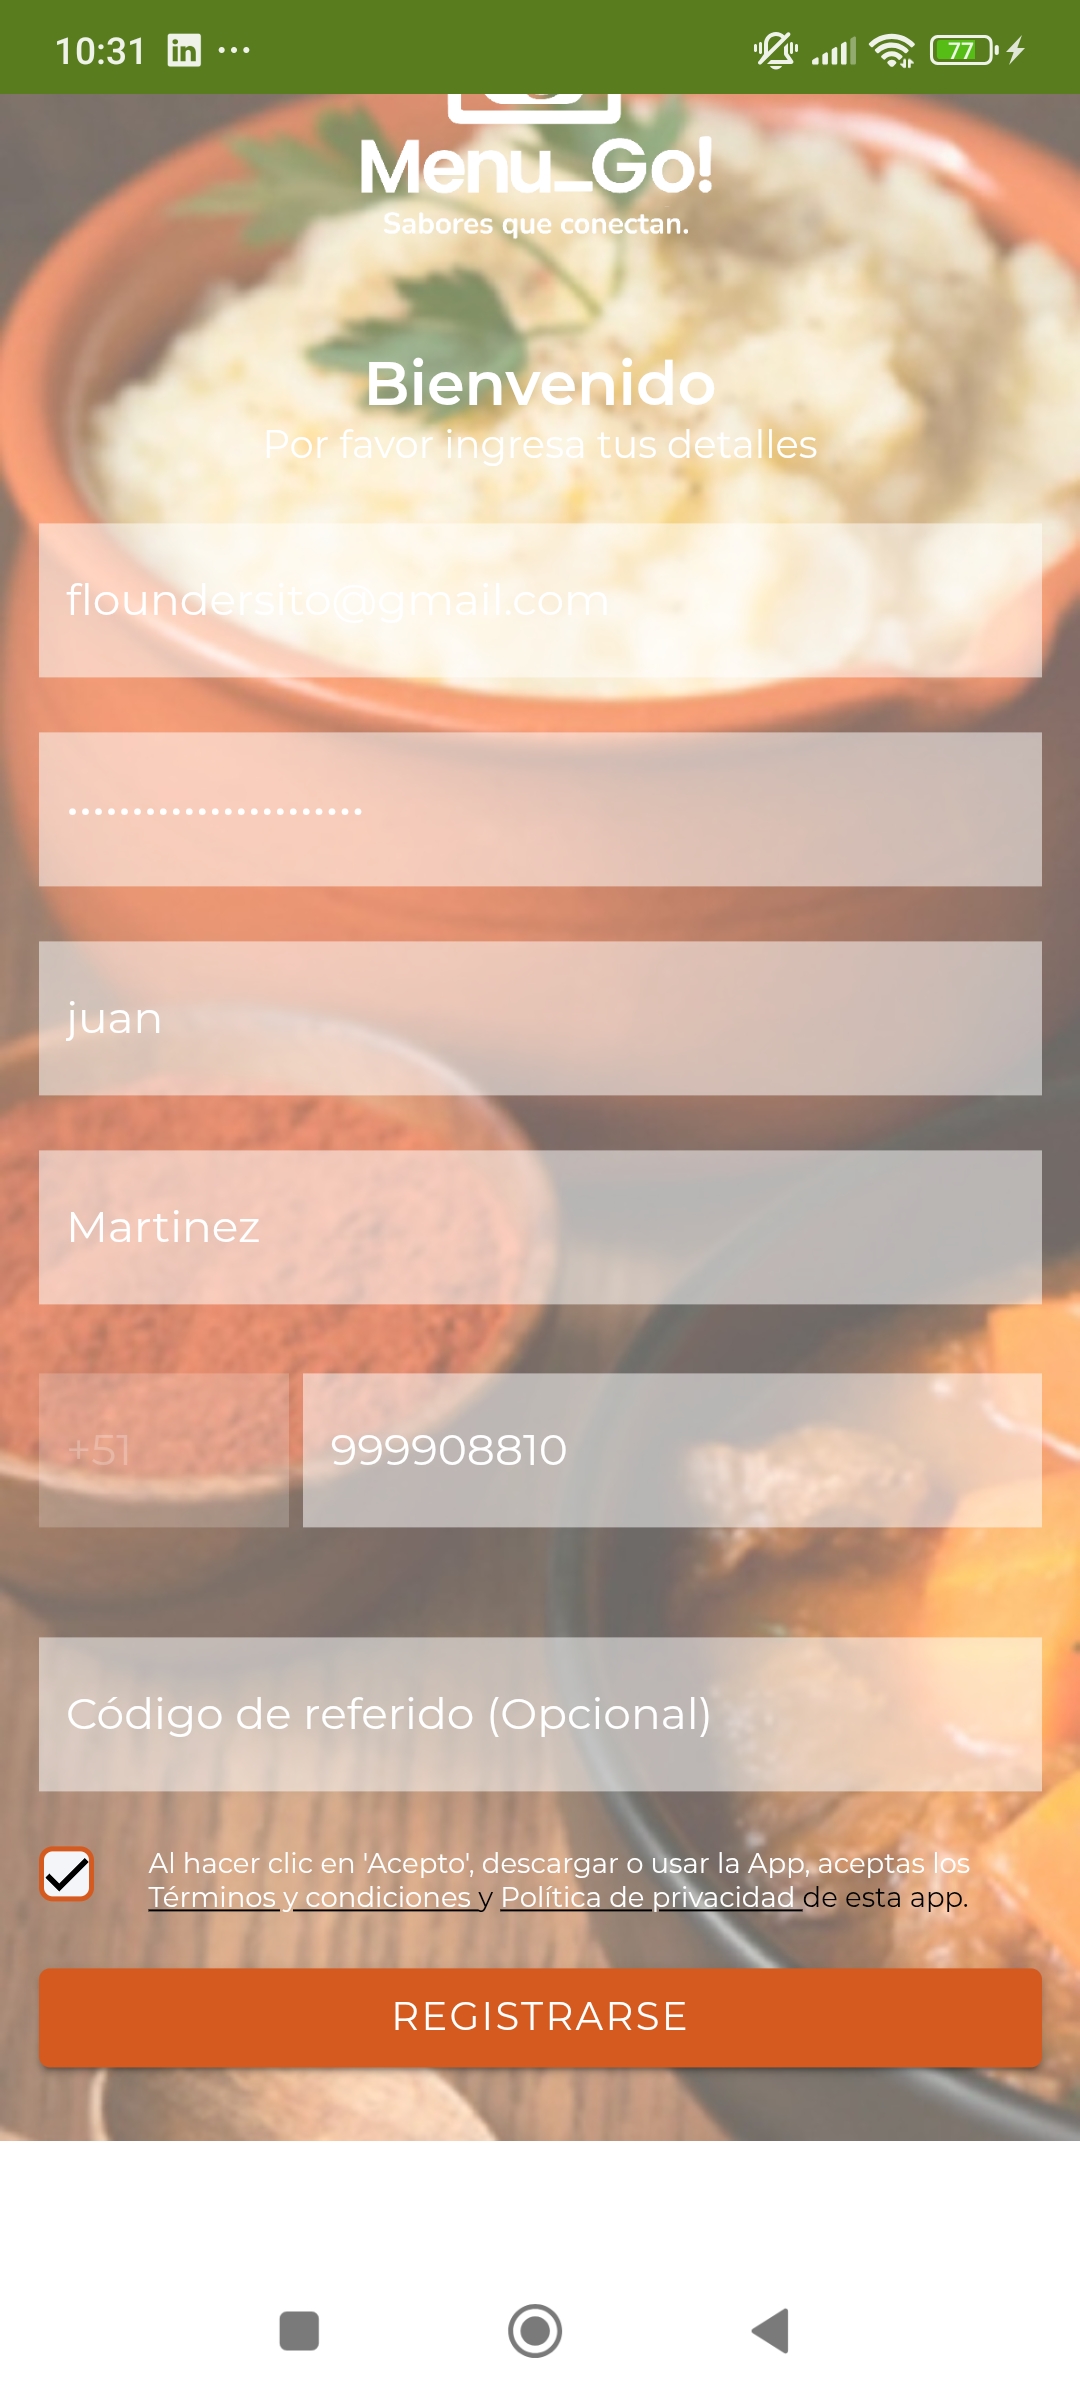 10:31
77
Menu_Go!
Sabores que conectan.
Bienvenido
Por favor ingresa tus detalles
floundersito@gmail.com
•••••••••••••••••••••••
juan
Martinez
+51 999908810
Código de referido (Opcional)
Al hacer clic en 'Acepto', descargar o usar la App, aceptas los
Términos y condiciones y Política de privacidad de esta app.
REGISTRARSE